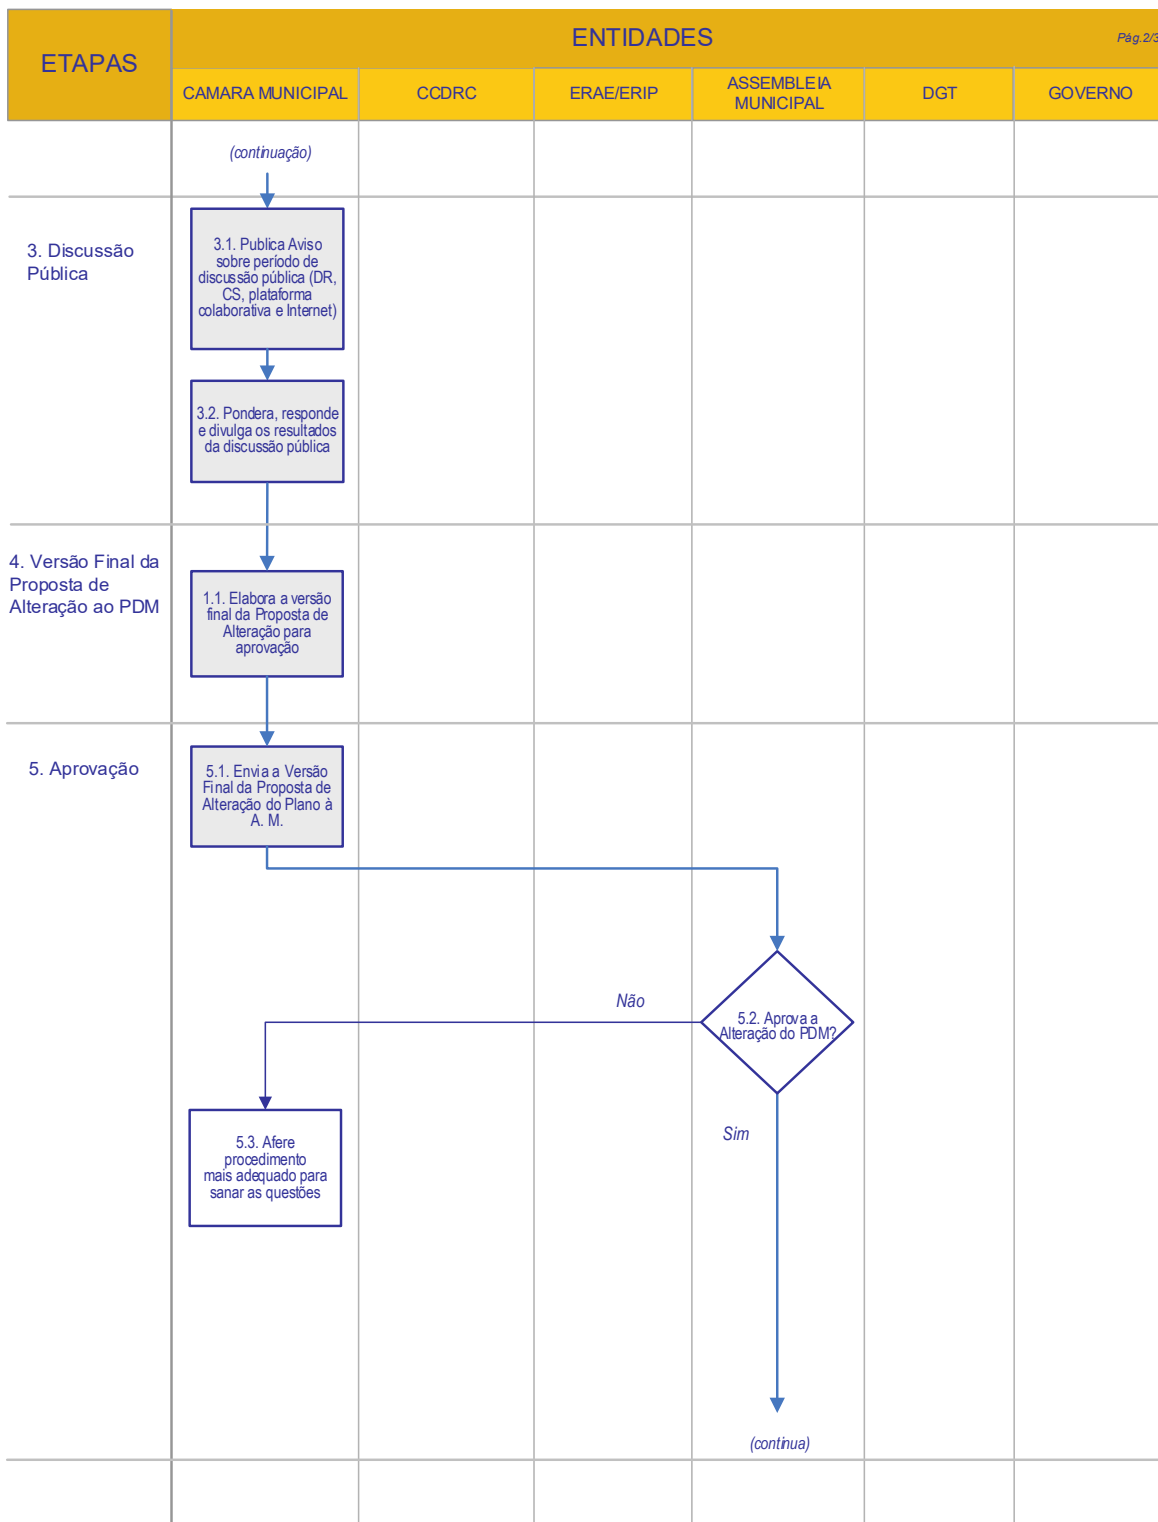 ETAPAS
ENTIDADES
Pág.2/3
CAMARA MUNICIPAL
CCDRC
ERAE/ERIP
ASSEMBLEIA
MUNICIPAL
DGT
GOVERNO
(continuação)
3. Discussão
Pública
3.1. Publica Aviso
sobre período de
discussão pública (DR,
CS, plataforma
colaborativa e Internet)
3.2. Pondera, responde
e divulga os resultados
da discussão pública
4. Versão Final da
Proposta de
Alteração ao PDM
1.1. Elabora a versão
final da Proposta de
Alteração para
aprovação
5. Aprovação
5.1. Envia a Versão
Final da Proposta de
Alteração do Plano à
A. M.
Não
5.2. Aprova a
Alteração do PDM?
Sim
5.3. Afere
procedimento
mais adequado para
sanar as questões
(continua)